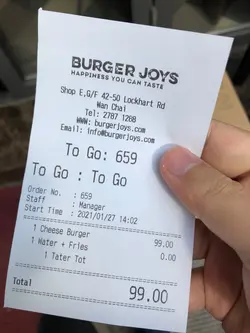 BURGER JOYS
HAPPINESS YOU CAN TASTE
Shop E,G/F 42-50 Lockhart Rd
Wan Chai
Tel: 2787 1288
WWW: burgerjoys.com
Email: info@burgerjoys.com
To Go: 659
To Go : To Go
Order No. : 659
Staff : Manager
Start Time : 2021/01/27 14:02
1 Cheese Burger 99.00
1 Water + Fries 0.00
1 Tater Tot
Total 99.00